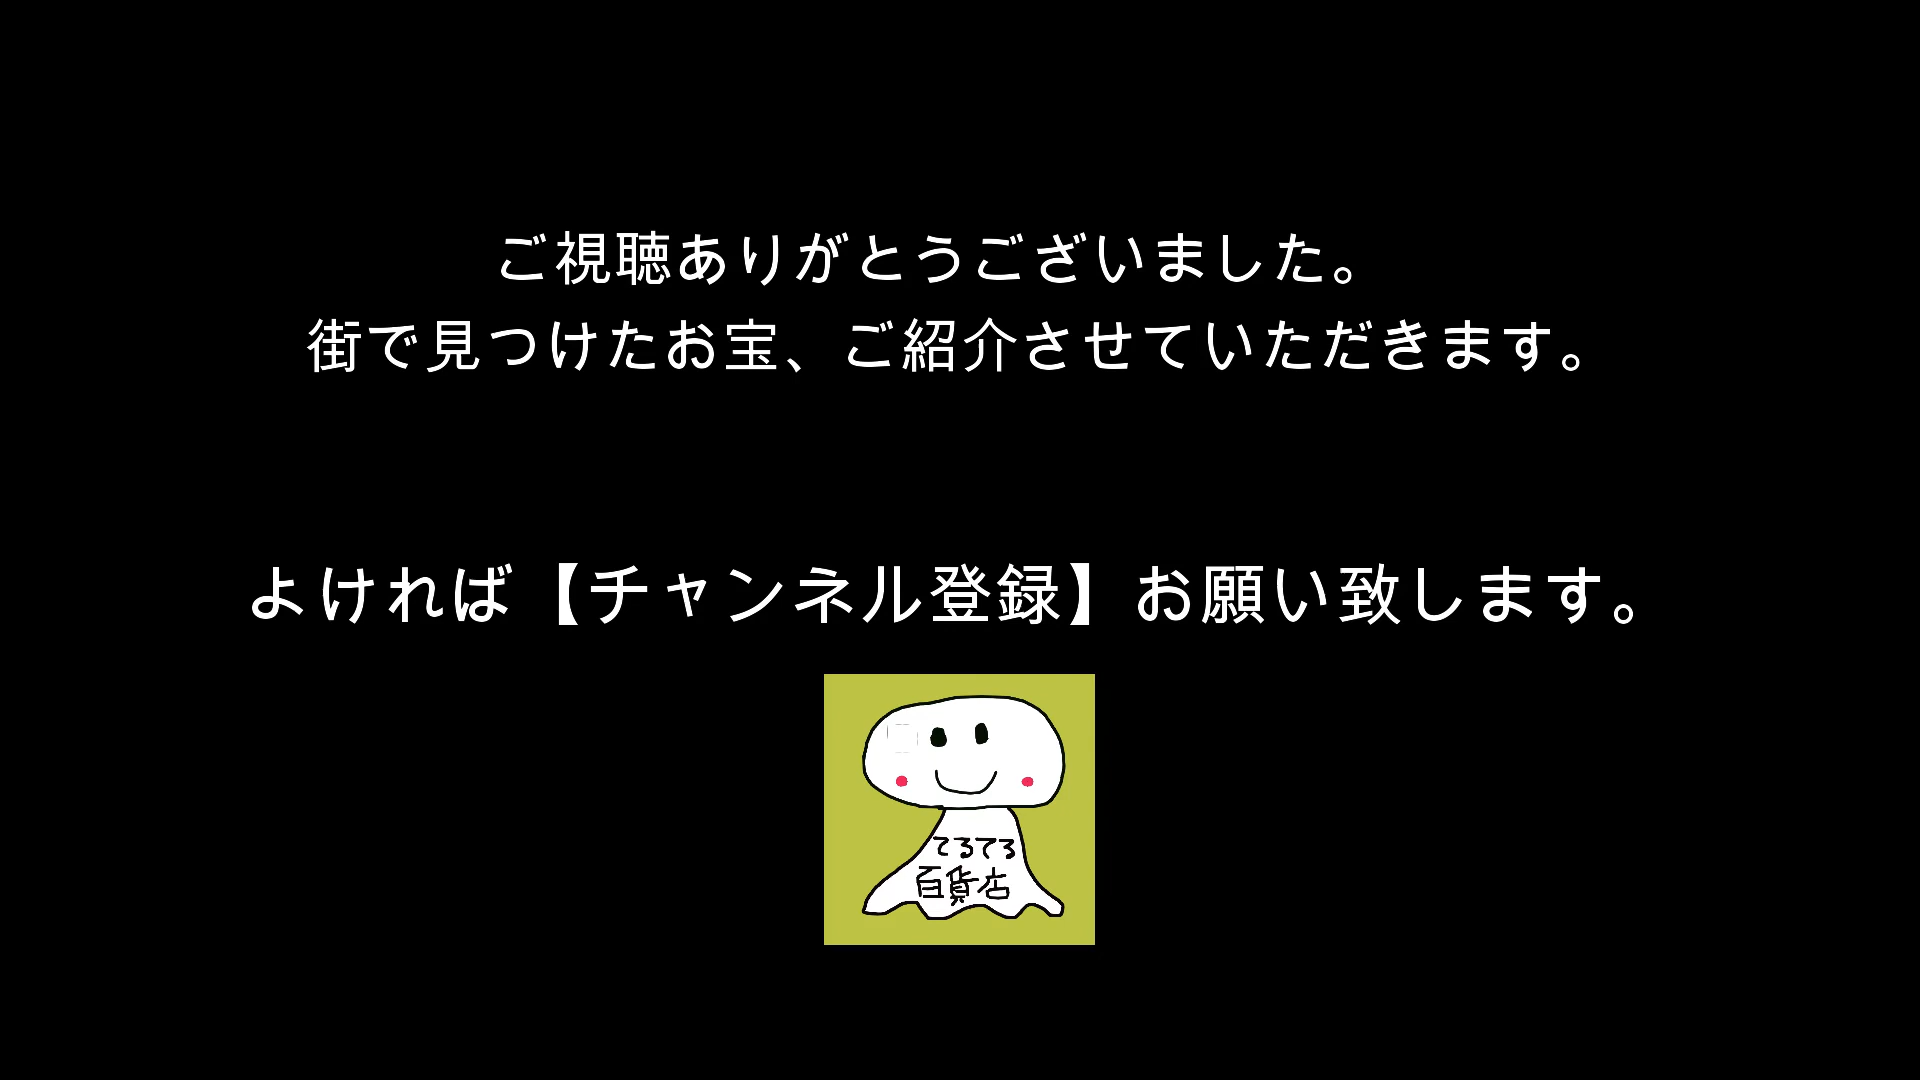 ご視聴ありがとうございました。
街で見つけたお宝、ご紹介させていただきます。
よければ【チャンネル登録】お願い致します。
てるてる
百貨店